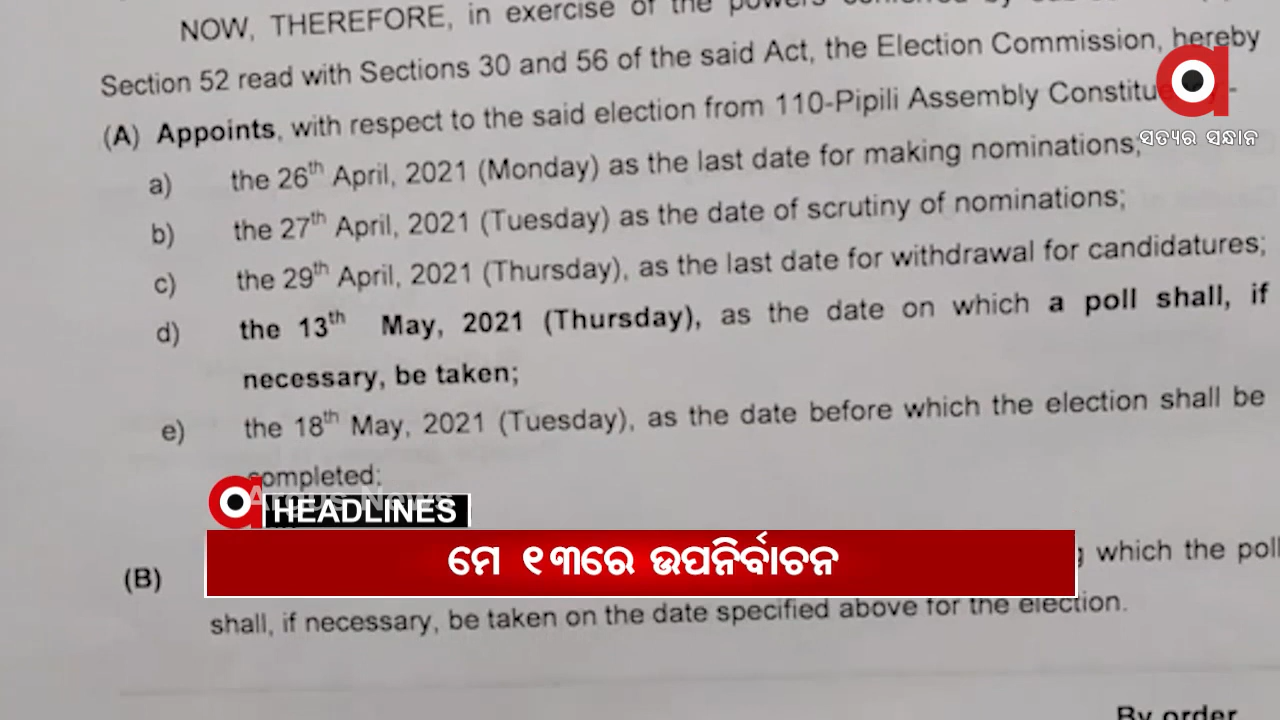 NOW, THEREFORE, in exercise of the powers
Section 52 read with Sections 30 and 56 of the said Act, the Election Commission, hereby
(A) Appoints, with respect to the said election from 110-Pipili Assembly -
a) the 26th April, 2021 (Monday) as the last date for making nominations;
ସତ୍ୟର ସନ୍ଧାନ
b) the 27th April, 2021 (Tuesday) as the date of scrutiny of nominations;
c) the 29th April, 2021 (Thursday), as the last date for withdrawal for candidatures;
d) the 13th May, 2021 (Thursday), as the date on which a poll shall, if
necessary, be taken;
e) the 18th May, 2021 (Tuesday), as the date before which the election shall be
completed;
Argus News
HEADLINES
ମେ ୧୩ରେ ଉପନିର୍ବାଚନ
(B) which the poll
shall, if necessary, be taken on the date specified above for the election.
By order